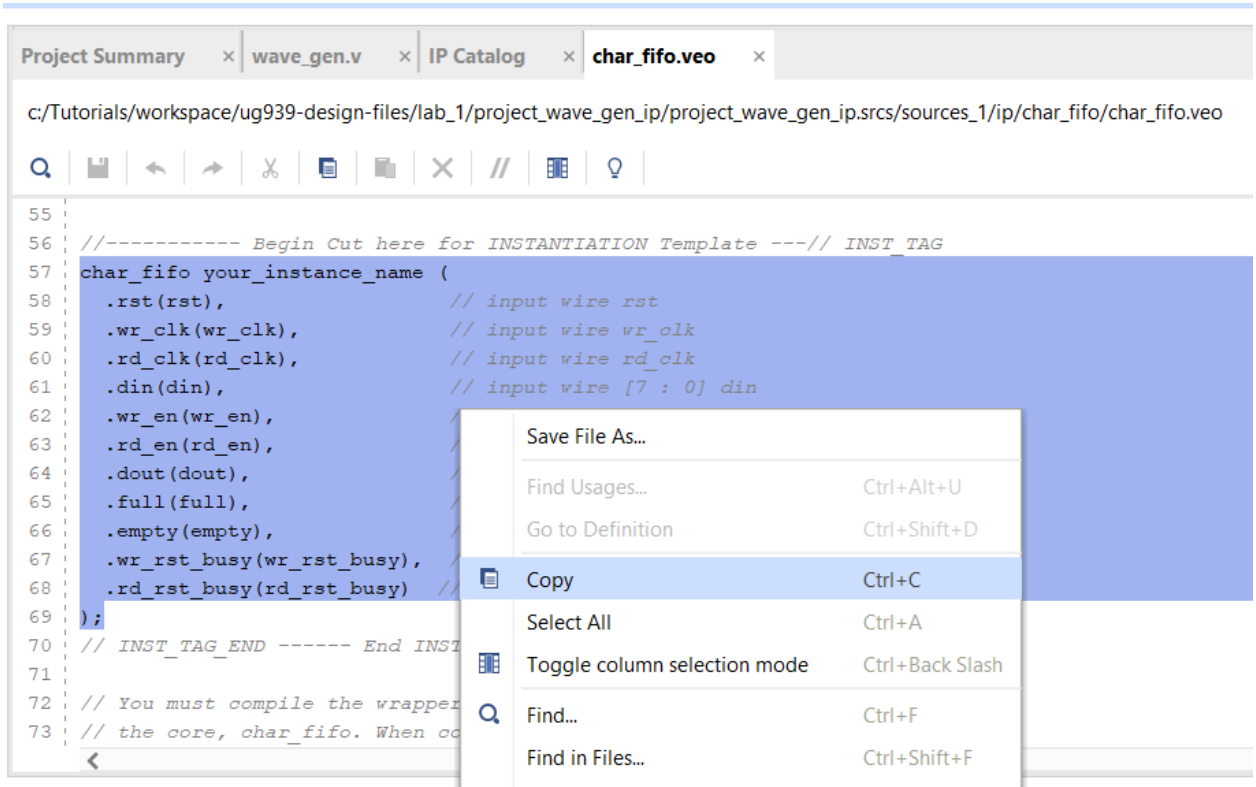 Project Summary × wave_gen.v × IP Catalog × char_fifo.veo ×
c:/Tutorials/workspace/ug939-design-files/lab_1/project_wave_gen_ip/project_wave_gen_ip.srcs/sources_1/ip/char_fifo/char_fifo.veo
55
56 //----------- Begin Cut here for INSTANTIATION Template ---// INST_TAG
57 char_fifo your_instance_name (
58 .rst(rst), // input wire rst
59 .wr_clk(wr_clk), // input wire wr_clk
60 .rd_clk(rd_clk), // input wire rd_clk
61 .din(din), // input wire [7 : 0] din
62 .wr_en(wr_en), /
63 .rd_en(rd_en), /
64 .dout(dout), /
65 .full(full), /
66 .empty(empty), /
67 .wr_rst_busy(wr_rst_busy), /
68 .rd_rst_busy(rd_rst_busy) //
69 );
70 // INST_TAG_END ------ End INST
71
72 // You must compile the wrapper
73 // the core, char_fifo. When co
Save File As...
Find Usages... Ctrl+Alt+U
Go to Definition Ctrl+Shift+D
Copy Ctrl+C
Select All Ctrl+A
Toggle column selection mode Ctrl+Back Slash
Find... Ctrl+F
Find in Files... Ctrl+Shift+F